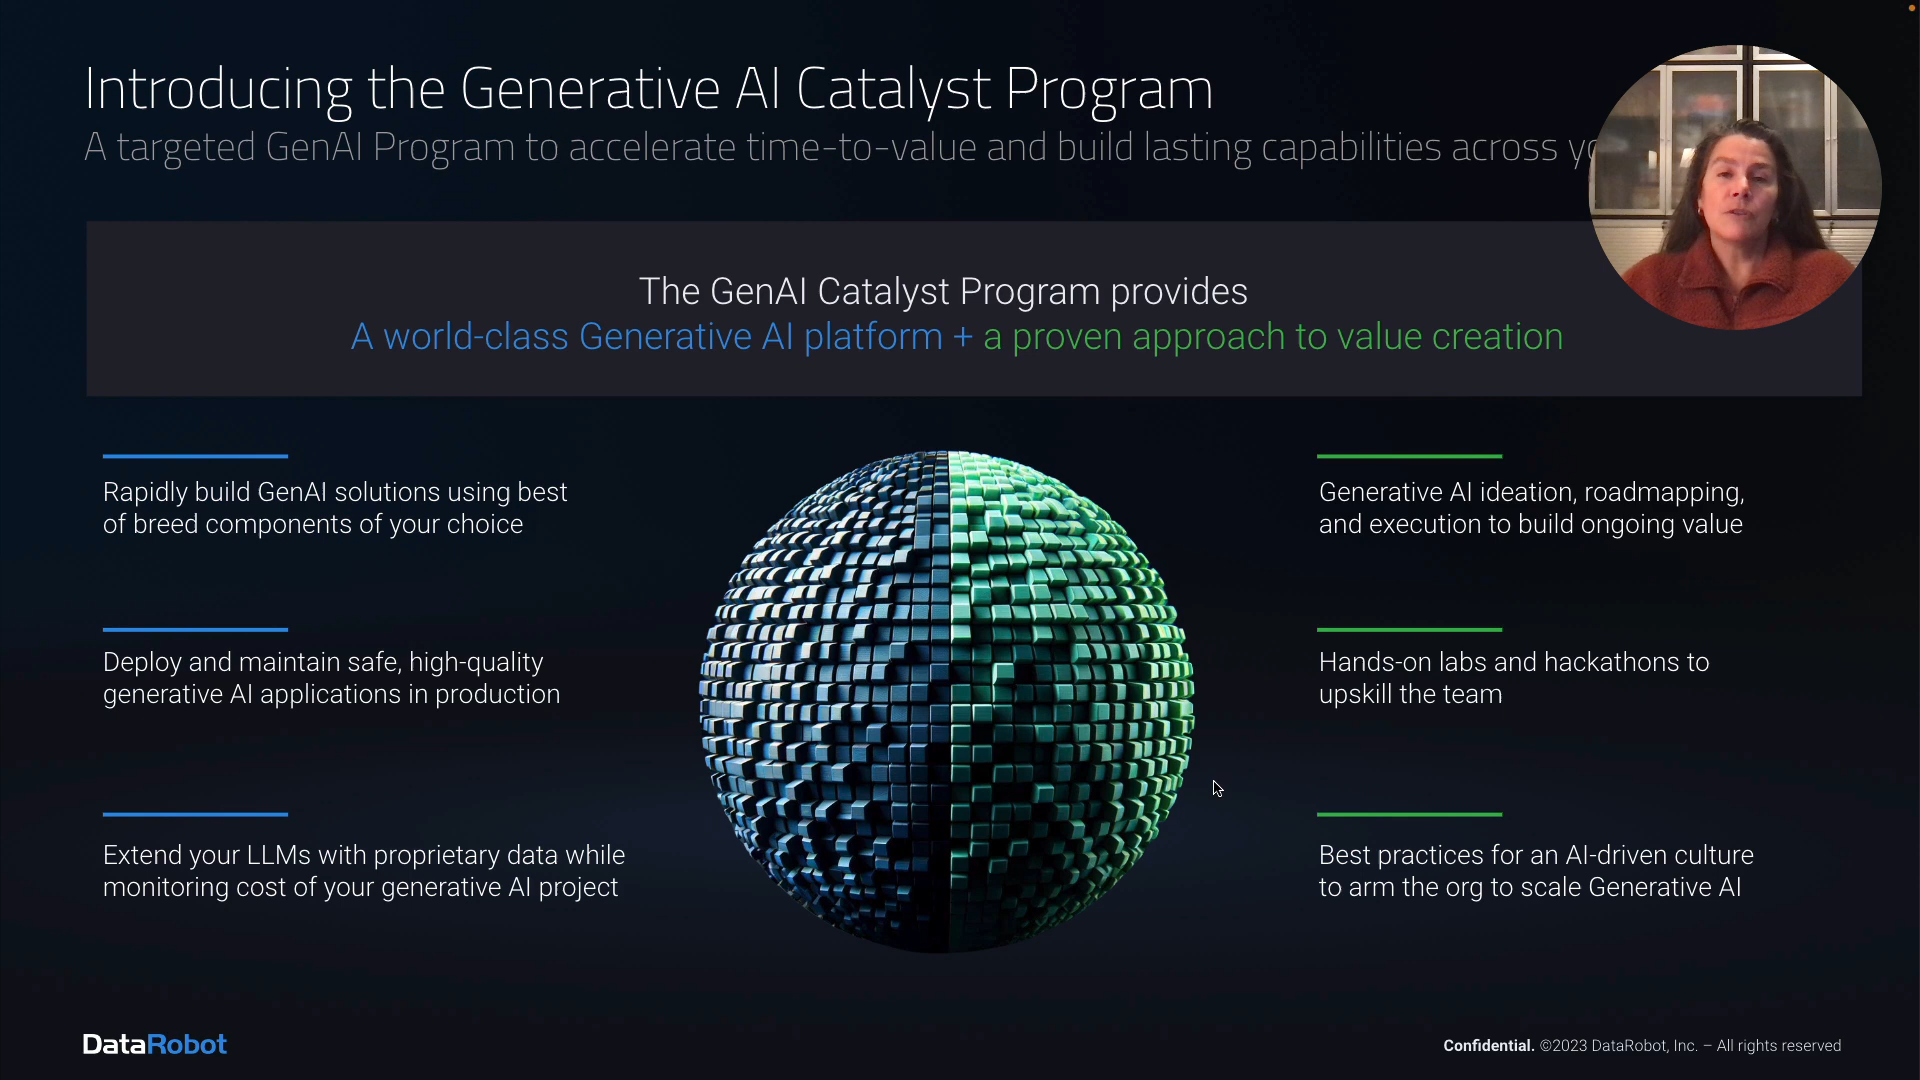 Introducing the Generative AI Catalyst Program
A targeted GenAI Program to accelerate time-to-value and build lasting capabilities across
The GenAI Catalyst Program provides
A world-class Generative AI platform + a proven approach to value creation
Rapidly build GenAI solutions using best
of breed components of your choice
Deploy and maintain safe, high-quality
generative AI applications in production
Extend your LLMs with proprietary data while
monitoring cost of your generative AI project
Generative AI ideation, roadmapping,
and execution to build ongoing value
Hands-on labs and hackathons to
upskill the team
Best practices for an AI-driven culture
to arm the org to scale Generative AI
DataRobot
Confidential. ©2023 DataRobot, Inc. – All rights reserved